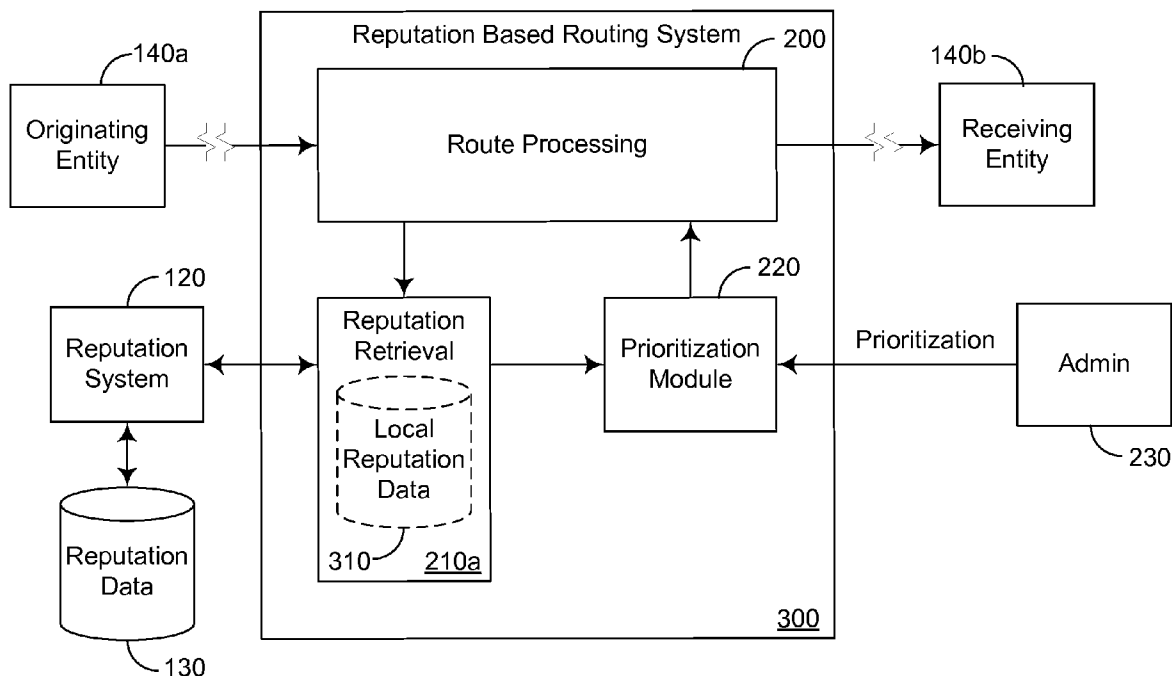 Reputation Based Routing System
200
140a
140b
Originating
Entity
Route Processing
Receiving
Entity
120
220
Reputation
System
Reputation
Retrieval
Local
Reputation
Data
310
210a
Prioritization
Module
Prioritization
Admin
230
Reputation
Data
130
300